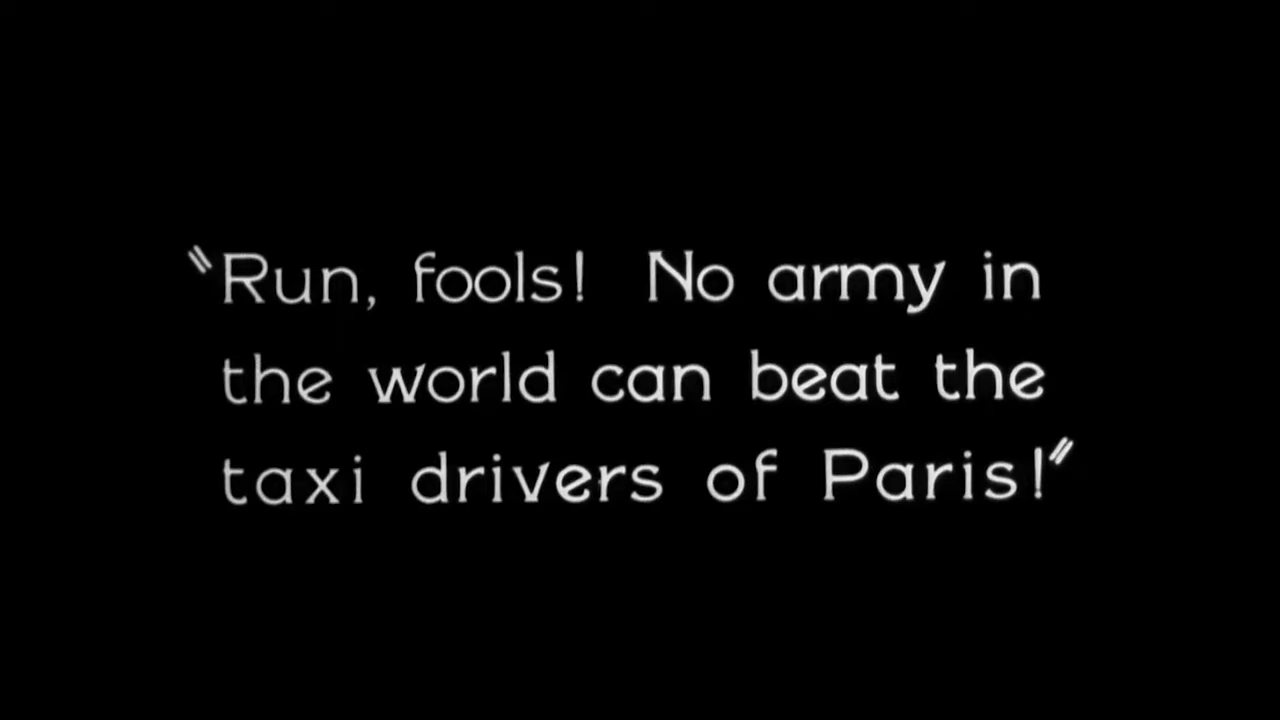 "Run, fools! No army in
the world can beat the
taxi drivers of Paris!"